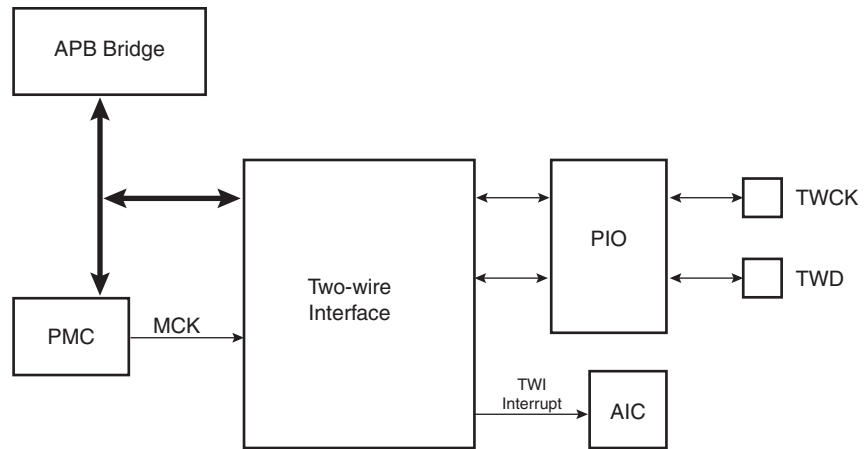 APB Bridge
TWCK
PIO
TWD
Two-wire
Interface
MCK
PMC
TWI
Interrupt
AIC